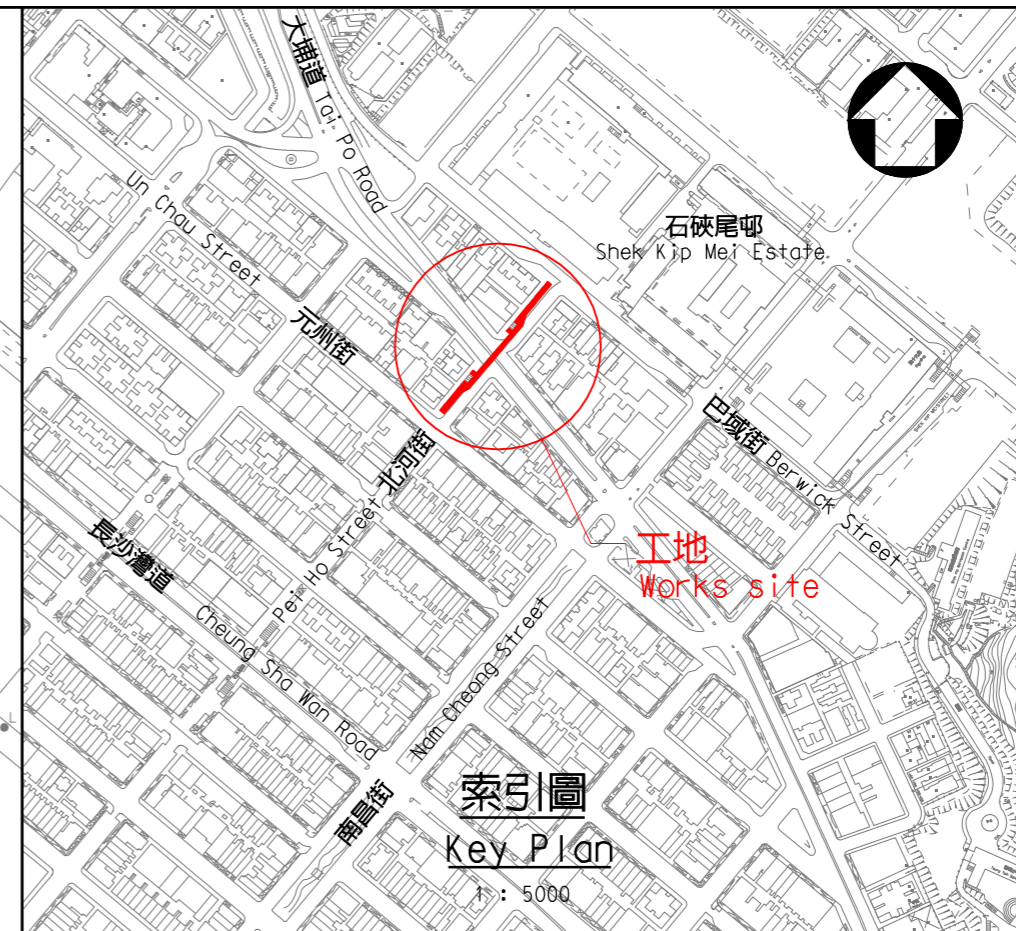 大埔道 Tai Po Road
Un Chau Street
元州街
石硤尾邨
Shek Kip Mei Estate
巴域街 Berwick Street
北河街
Pei Ho Street
長沙灣道
Cheung Sha Wan Road
Nam Cheong Street
南昌街
工地
Works site
索引圖
Key Plan
1 : 5000